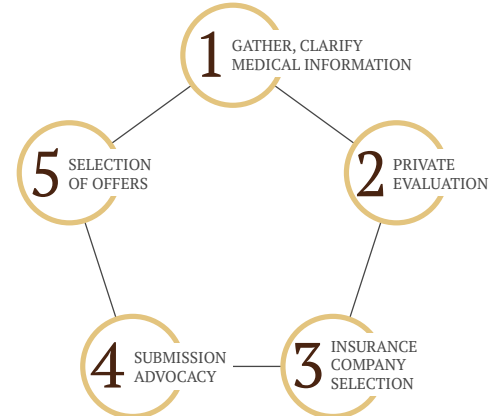 1 GATHER, CLARIFY
MEDICAL INFORMATION
2 PRIVATE
EVALUATION
3 INSURANCE
COMPANY
SELECTION
4 SUBMISSION
ADVOCACY
5 SELECTION
OF OFFERS